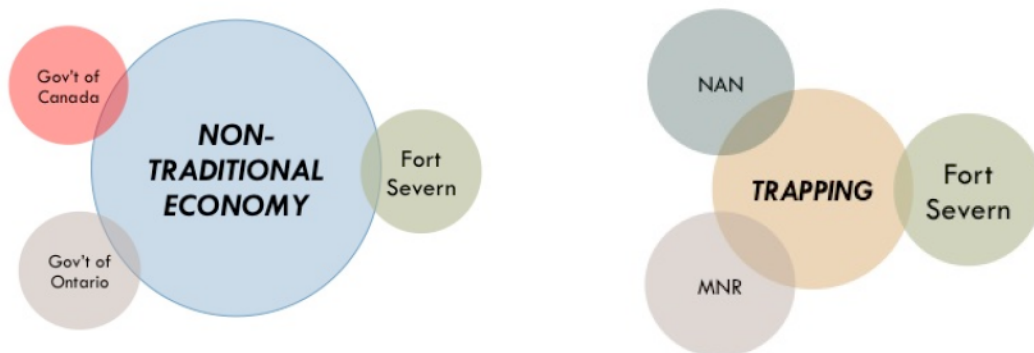 Gov't of
Canada
NON-
TRADITIONAL
ECONOMY
Fort
Severn
Gov't of
Ontario
NAN
TRAPPING
Fort
Severn
MNR